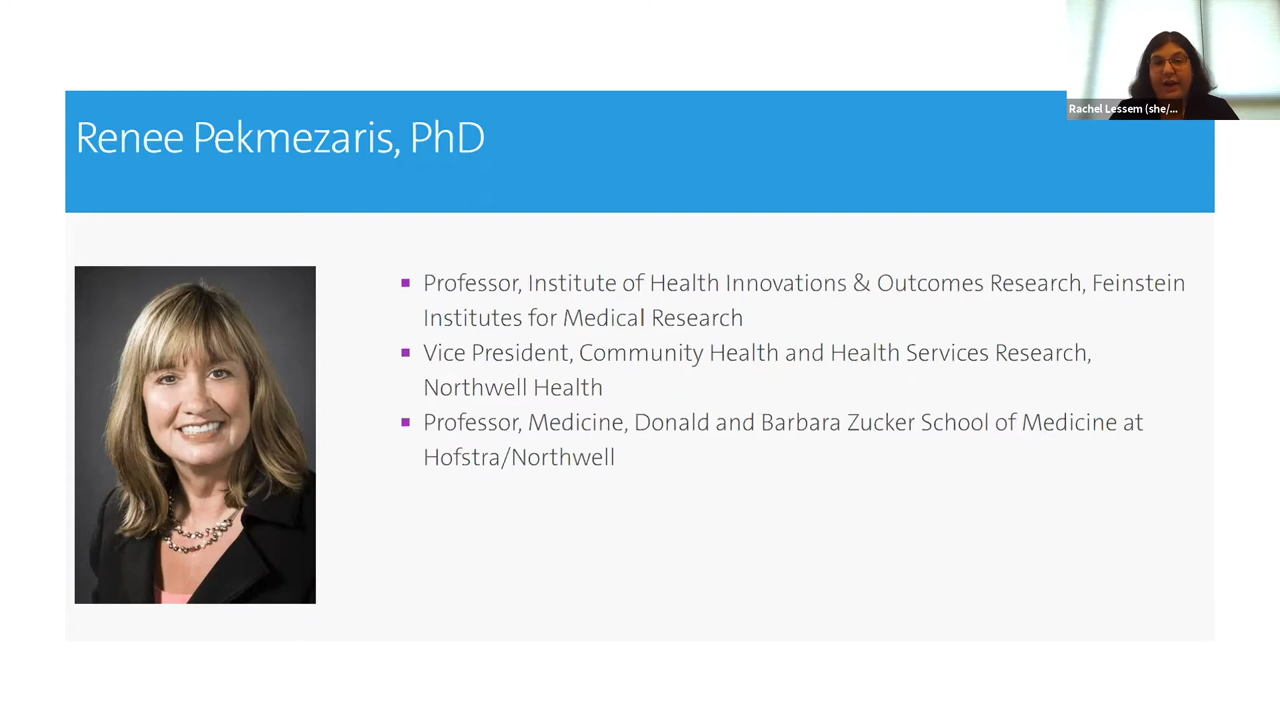 Renee Pekmezaris, PhD
Rachel Lessem (she/...
▪ Professor, Institute of Health Innovations & Outcomes Research, Feinstein
Institutes for Medical Research
▪ Vice President, Community Health and Health Services Research,
Northwell Health
▪ Professor, Medicine, Donald and Barbara Zucker School of Medicine at
Hofstra/Northwell